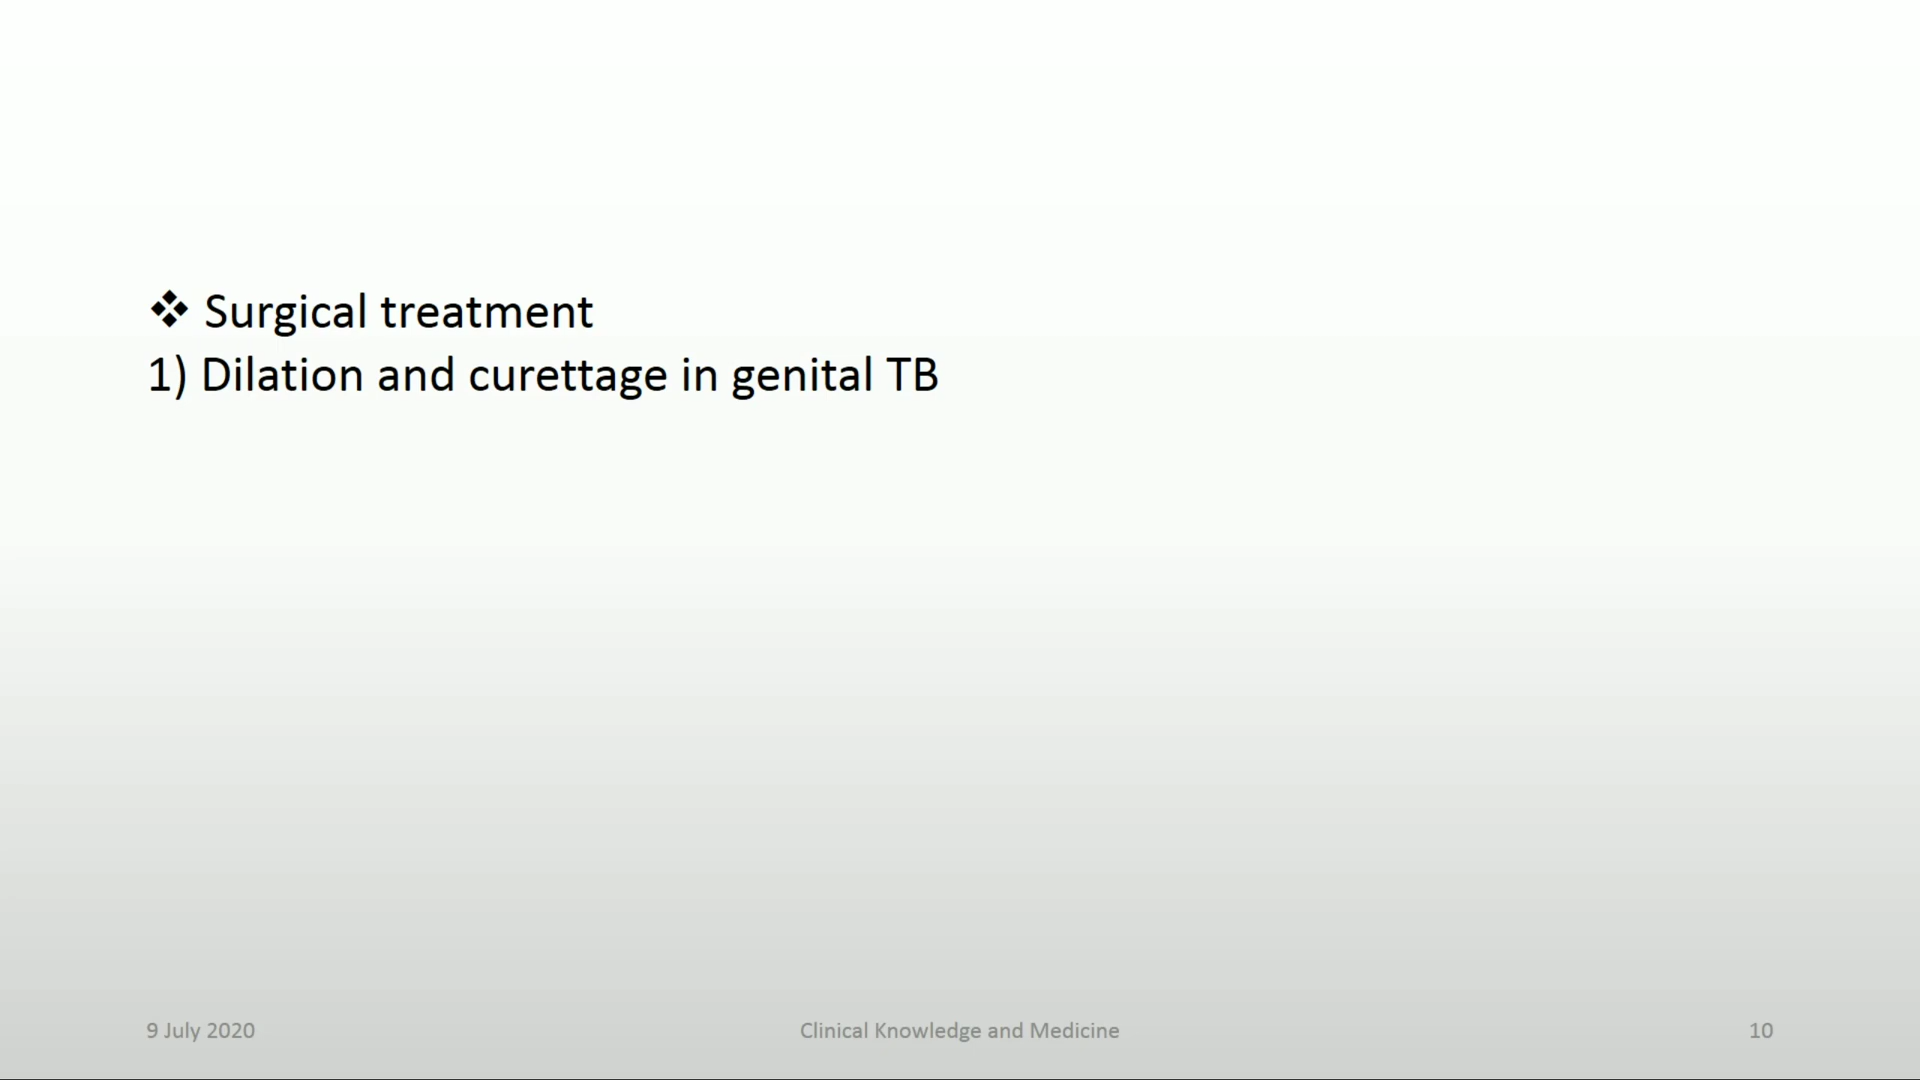 ❖ Surgical treatment
1) Dilation and curettage in genital TB
9 July 2020
Clinical Knowledge and Medicine
10